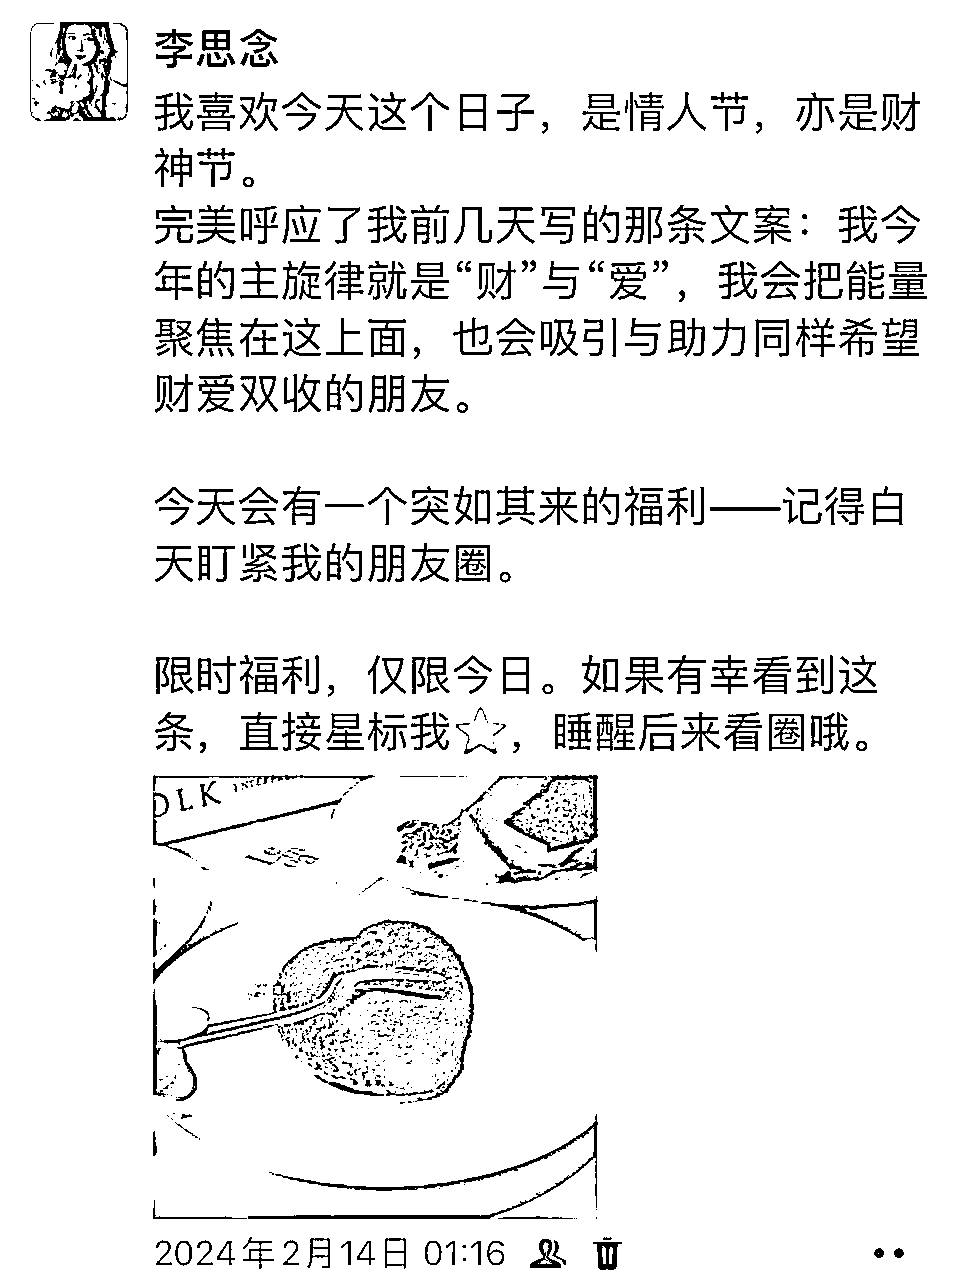 李思念
我喜欢今天这个日子，是情人节，亦是财
神节。
完美呼应了我前几天写的那条文案：我今
年的主旋律就是“财”与“爱”，我会把能量
聚焦在这上面，也会吸引与助力同样希望
财爱双收的朋友。
今天会有一个突如其来的福利——记得白
天盯紧我的朋友圈。
限时福利，仅限今日。如果有幸看到这
条，直接星标我☆，睡醒后来看圈哦。
OLK
2024年2月14日 01:16